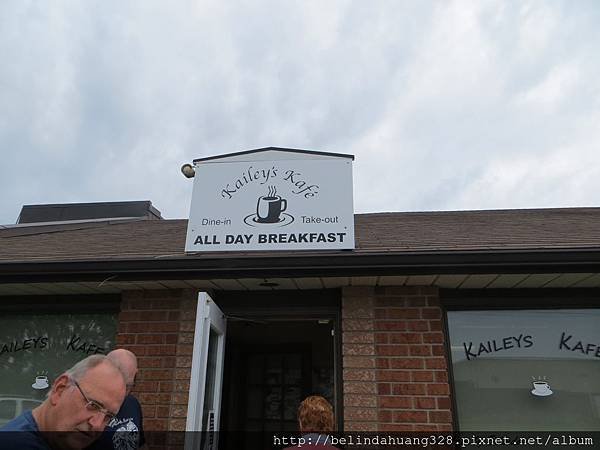 Kailey's Kafé
Dine-in Take-out
ALL DAY BREAKFAST
KAILEYS KAFE
KAILEYS KAFE
http://belindahuang328.pixnet.net/album